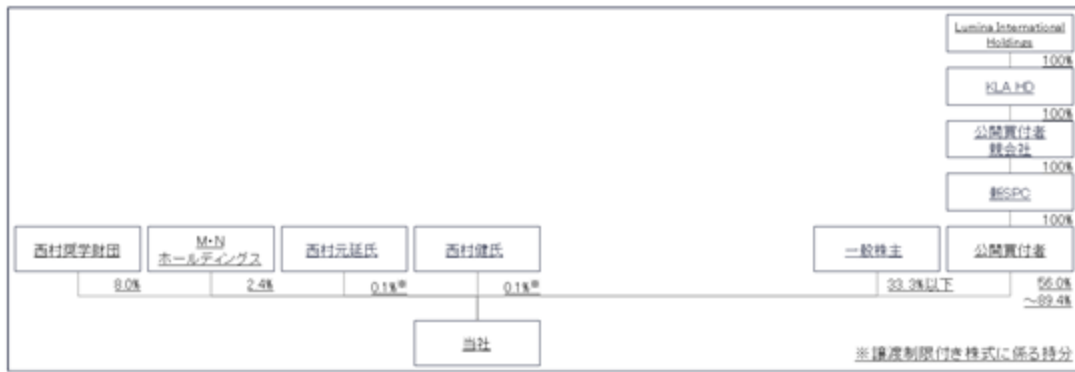 Lumina International
Holdings
100%
KLA HD
100%
公開買付者
親会社
100%
新SPC
100%
西村奨学財団
M・N
ホールディングス
西村元延氏
西村健氏
一般株主
公開買付者
8.0%
2.4%
0.1%※
0.1%※
33.3%以下
56.0%
～89.4%
当社
※譲渡制限付き株式に係る持分